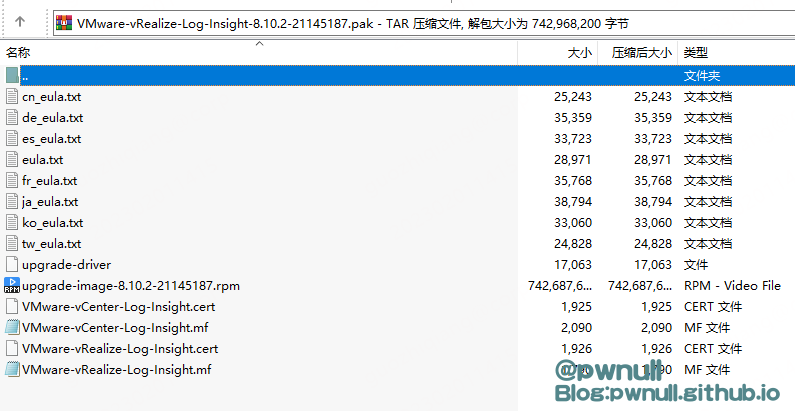 VMware-vRealize-Log-Insight-8.10.2-21145187.pak - TAR 压缩文件, 解包大小为 742,968,200 字节
名称 大小 压缩后大小 类型
.. 文件夹
cn_eula.txt 25,243 25,243 文本文档
de_eula.txt 35,359 35,359 文本文档
es_eula.txt 33,723 33,723 文本文档
eula.txt 28,971 28,971 文本文档
fr_eula.txt 35,768 35,768 文本文档
ja_eula.txt 38,794 38,794 文本文档
ko_eula.txt 33,060 33,060 文本文档
tw_eula.txt 24,828 24,828 文本文档
upgrade-driver 17,063 17,063 文件
RPM upgrade-image-8.10.2-21145187.rpm 742,687,6... 742,687,6... RPM - Video File
VMware-vCenter-Log-Insight.cert 1,925 1,925 CERT 文件
VMware-vCenter-Log-Insight.mf 2,090 2,090 MF 文件
VMware-vRealize-Log-Insight.cert 1,926 1,926 CERT 文件
VMware-vRealize-Log-Insight.mf 1,790 MF 文件
@pwnull
Blog:pwnull.github.io